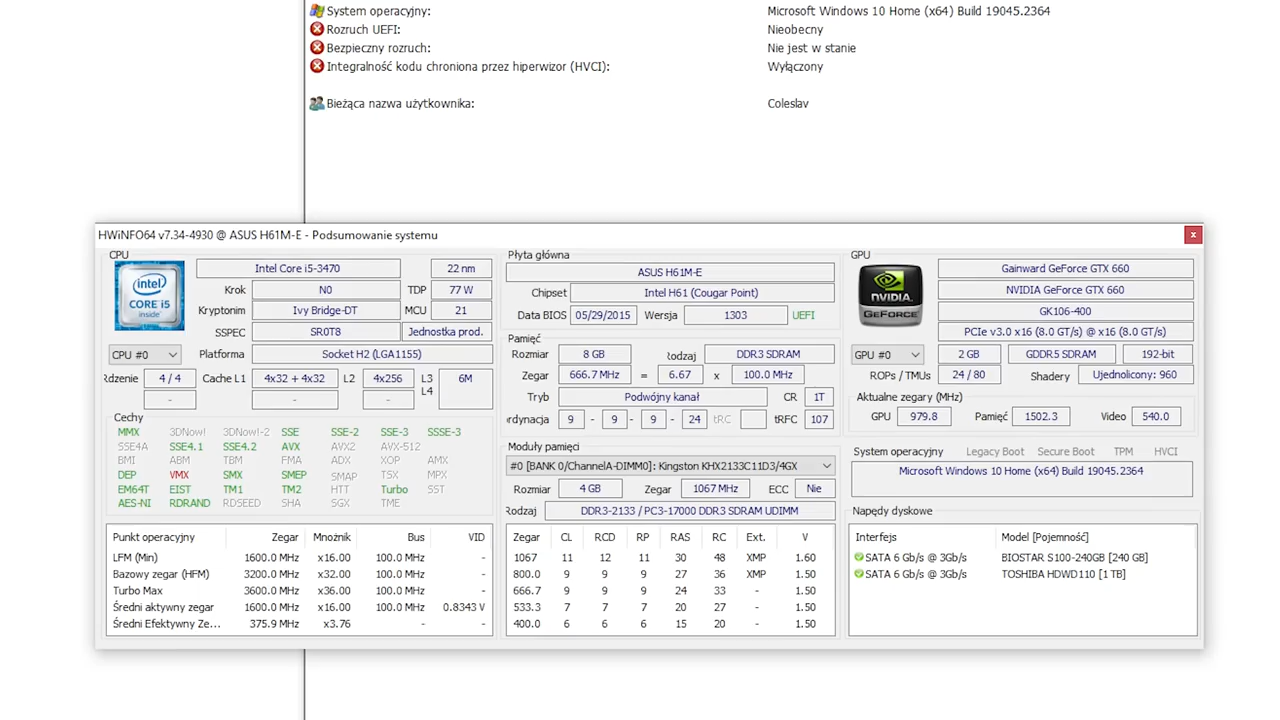 System operacyjny: Microsoft Windows 10 Home (x64) Build 19045.2364
Rozruch UEFI: Nieobecny
Bezpieczny rozruch: Nie jest w stanie
Integralność kodu chroniona przez hiperwizor (HVCI): Wyłączony
Bieżąca nazwa użytkownika: Coleslav
HWiNFO64 v7.34-4930 @ ASUS H61M-E - Podsumowanie systemu
x
CPU
intel CORE i5 inside
Intel Core i5-3470 22 nm
Krok N0 TDP 77 W
Kryptonim Ivy Bridge-DT MCU 21
SSPEC SR0T8 Jednostka prod.
CPU #0 Platforma Socket H2 (LGA1155)
Rdzenie 4 / 4 Cache L1 4x32 + 4x32 L2 4x256 L3 6M
- - - L4
Cechy
MMX 3DNow! 3DNow!-2 SSE SSE-2 SSE-3 SSSE-3
SSE4A SSE4.1 SSE4.2 AVX AVX2 AVX-512
BMI ABM TBM FMA ADX XOP AMX
DEP VMX SMX SMEP SMAP TSX MPX
EM64T EIST TM1 TM2 HTT Turbo SST
AES-NI RDRAND RDSEED SHA SGX TME
Punkt operacyjny Zegar Mnożnik Bus VID
LFM (Min) 1600.0 MHz x16.00 100.0 MHz -
Bazowy zegar (HFM) 3200.0 MHz x32.00 100.0 MHz -
Turbo Max 3600.0 MHz x36.00 100.0 MHz -
Średni aktywny zegar 1600.0 MHz x16.00 100.0 MHz 0.8343 V
Średni Efektywny Ze... 375.9 MHz x3.76 - -
Płyta główna
ASUS H61M-E
Chipset Intel H61 (Cougar Point)
Data BIOS 05/29/2015 Wersja 1303 UEFI
Pamięć
Rozmiar 8 GB Rodzaj DDR3 SDRAM
Zegar 666.7 MHz = 6.67 x 100.0 MHz
Tryb Podwójny kanał CR 1T
ordynacja 9 - 9 - 9 - 24 tRC tRFC 107
Moduły pamięci
#0 [BANK 0/ChannelA-DIMM0]: Kingston KHX2133C11D3/4GX
Rozmiar 4 GB Zegar 1067 MHz ECC Nie
Rodzaj DDR3-2133 / PC3-17000 DDR3 SDRAM UDIMM
Zegar CL RCD RP RAS RC Ext. V
1067 11 12 11 30 48 XMP 1.60
800.0 9 9 9 27 36 XMP 1.50
666.7 9 9 9 24 33 - 1.50
533.3 7 7 7 20 27 - 1.50
400.0 6 6 6 15 20 - 1.50
GPU
NVIDIA GEFORCE
Gainward GeForce GTX 660
NVIDIA GeForce GTX 660
GK106-400
PCIe v3.0 x16 (8.0 GT/s) @ x16 (8.0 GT/s)
GPU #0 2 GB GDDR5 SDRAM 192-bit
ROPs / TMUs 24 / 80 Shadery Ujednolicony: 960
Aktualne zegary (MHz)
GPU 979.8 Pamięć 1502.3 Video 540.0
System operacyjny Legacy Boot Secure Boot TPM HVCI
Microsoft Windows 10 Home (x64) Build 19045.2364
Napędy dyskowe
Interfejs Model [Pojemność]
SATA 6 Gb/s @ 3Gb/s BIOSTAR S100-240GB [240 GB]
SATA 6 Gb/s @ 3Gb/s TOSHIBA HDWD110 [1 TB]